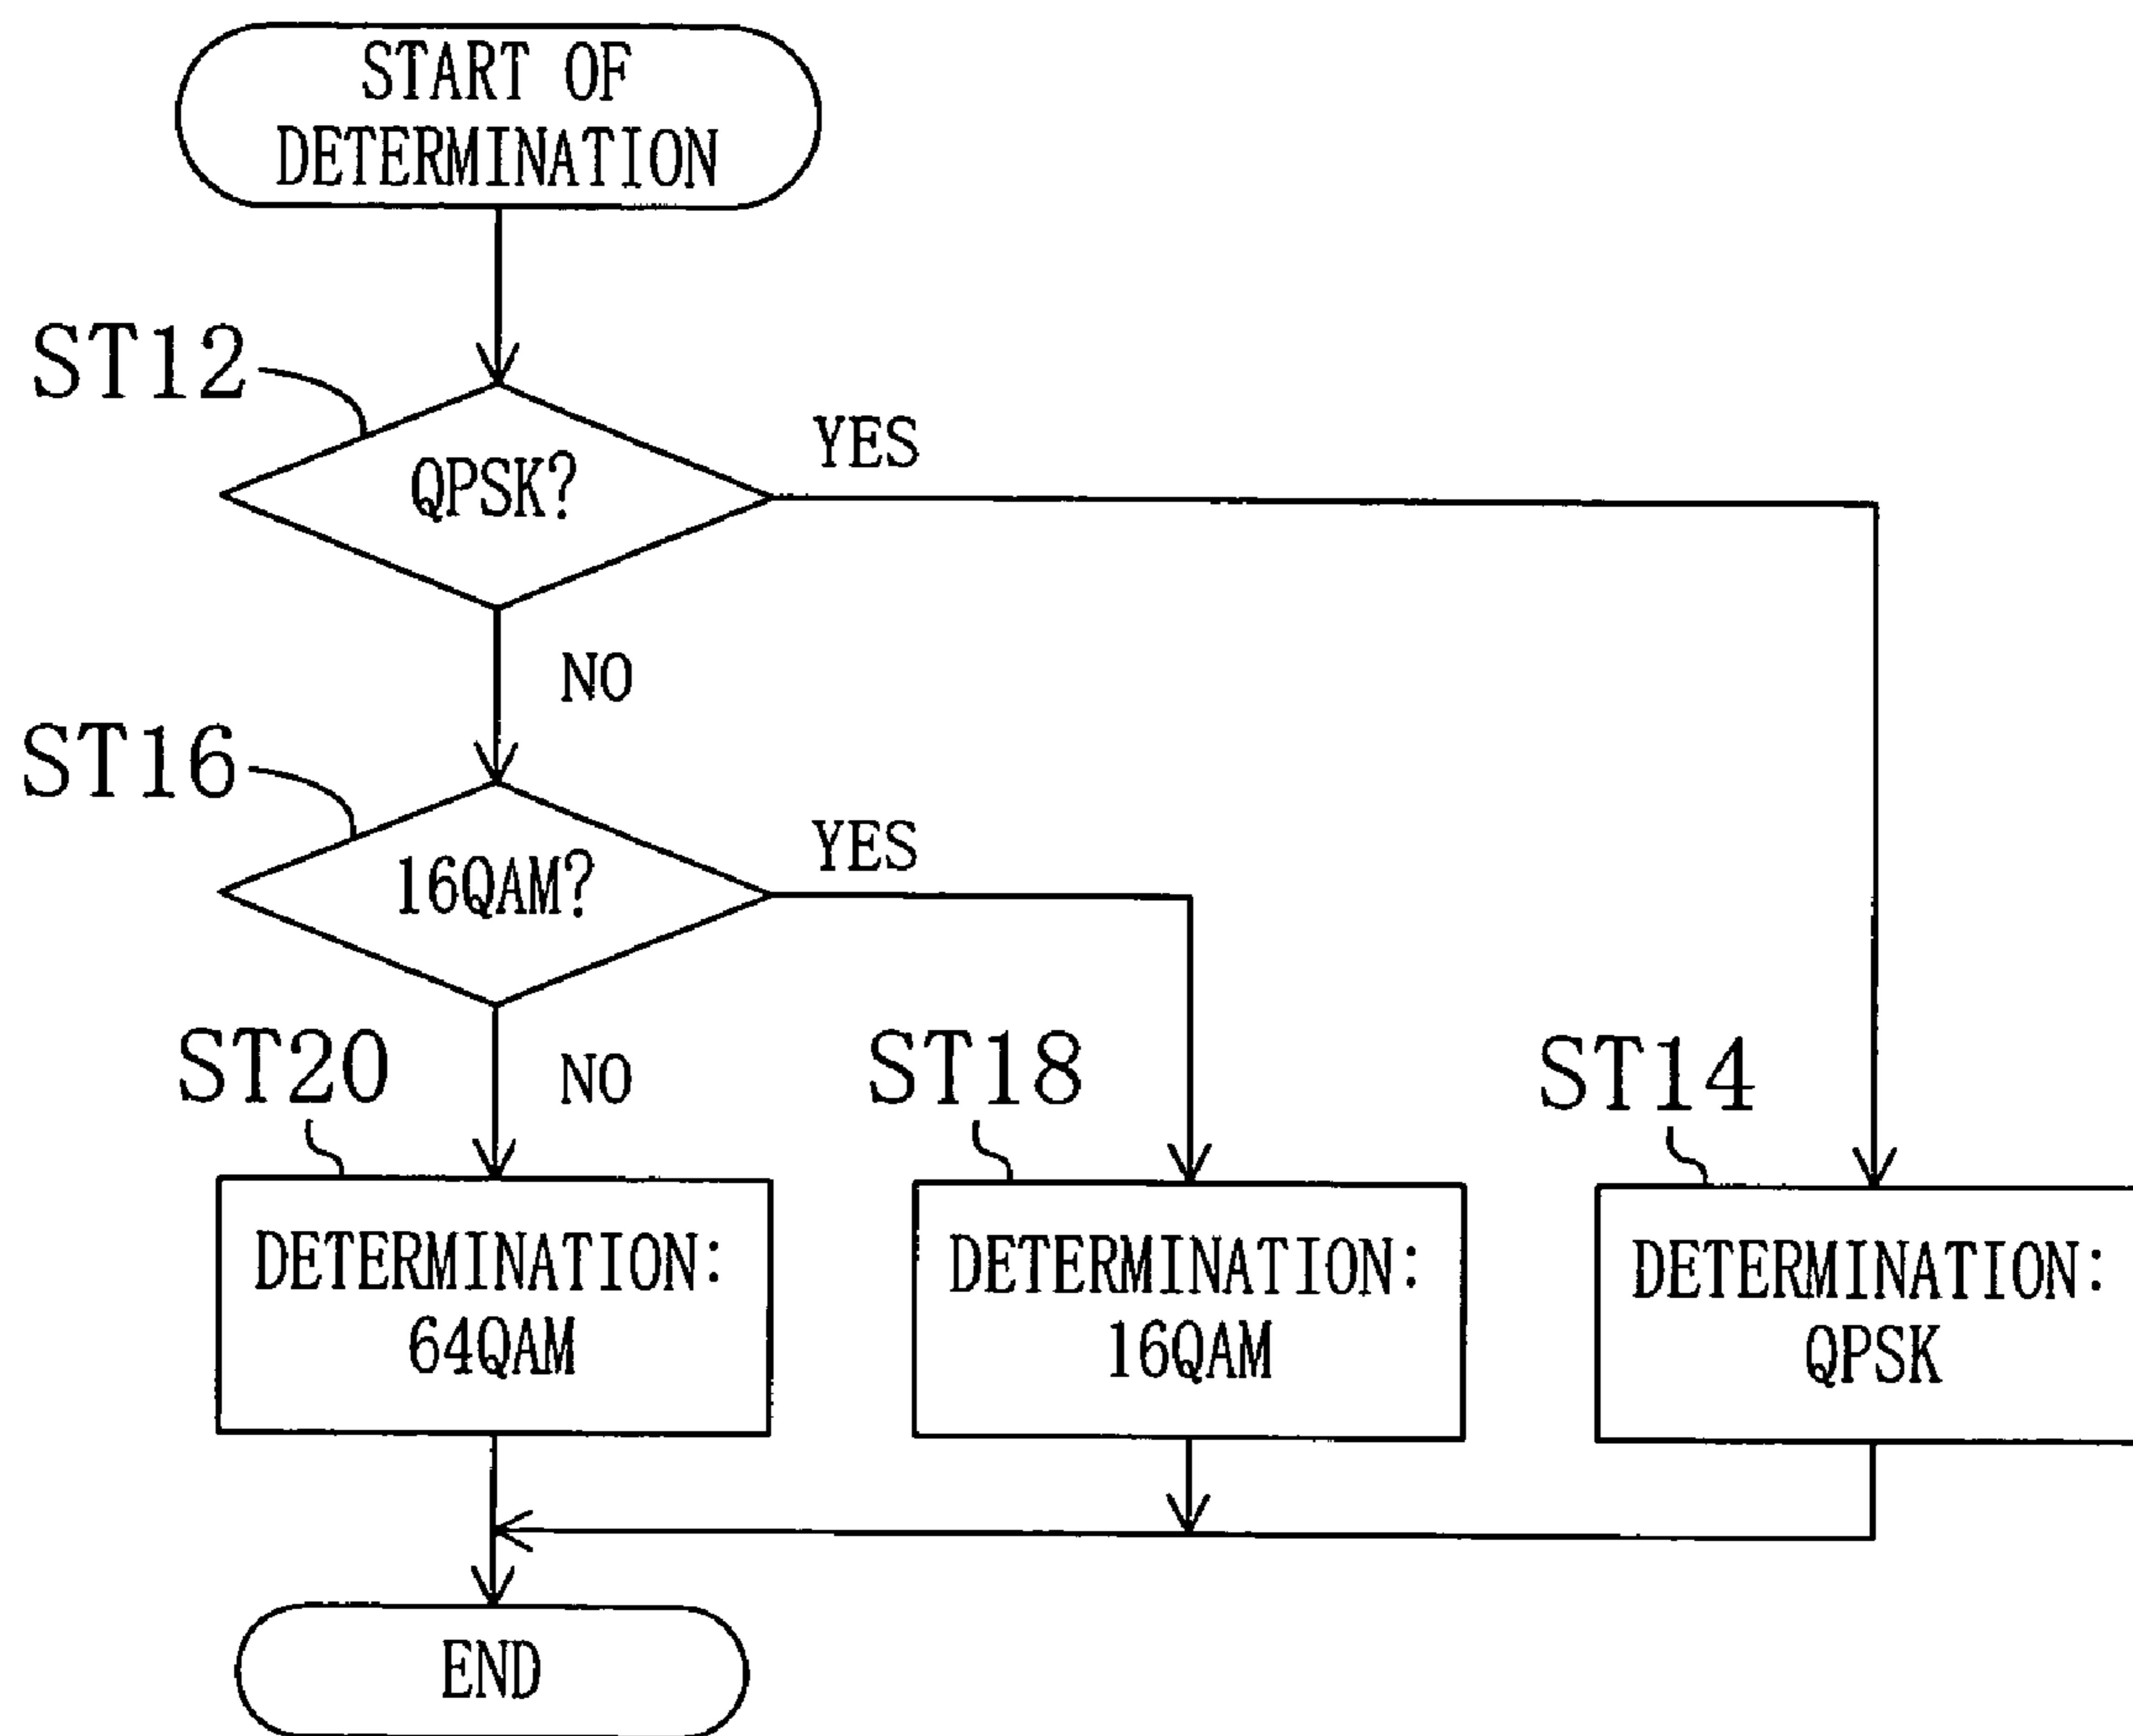 START OF
DETERMINATION
ST12
QPSK?
YES
NO
ST16
16QAM?
YES
NO
ST20
ST18
ST14
DETERMINATION:
64QAM
DETERMINATION:
16QAM
DETERMINATION:
QPSK
END